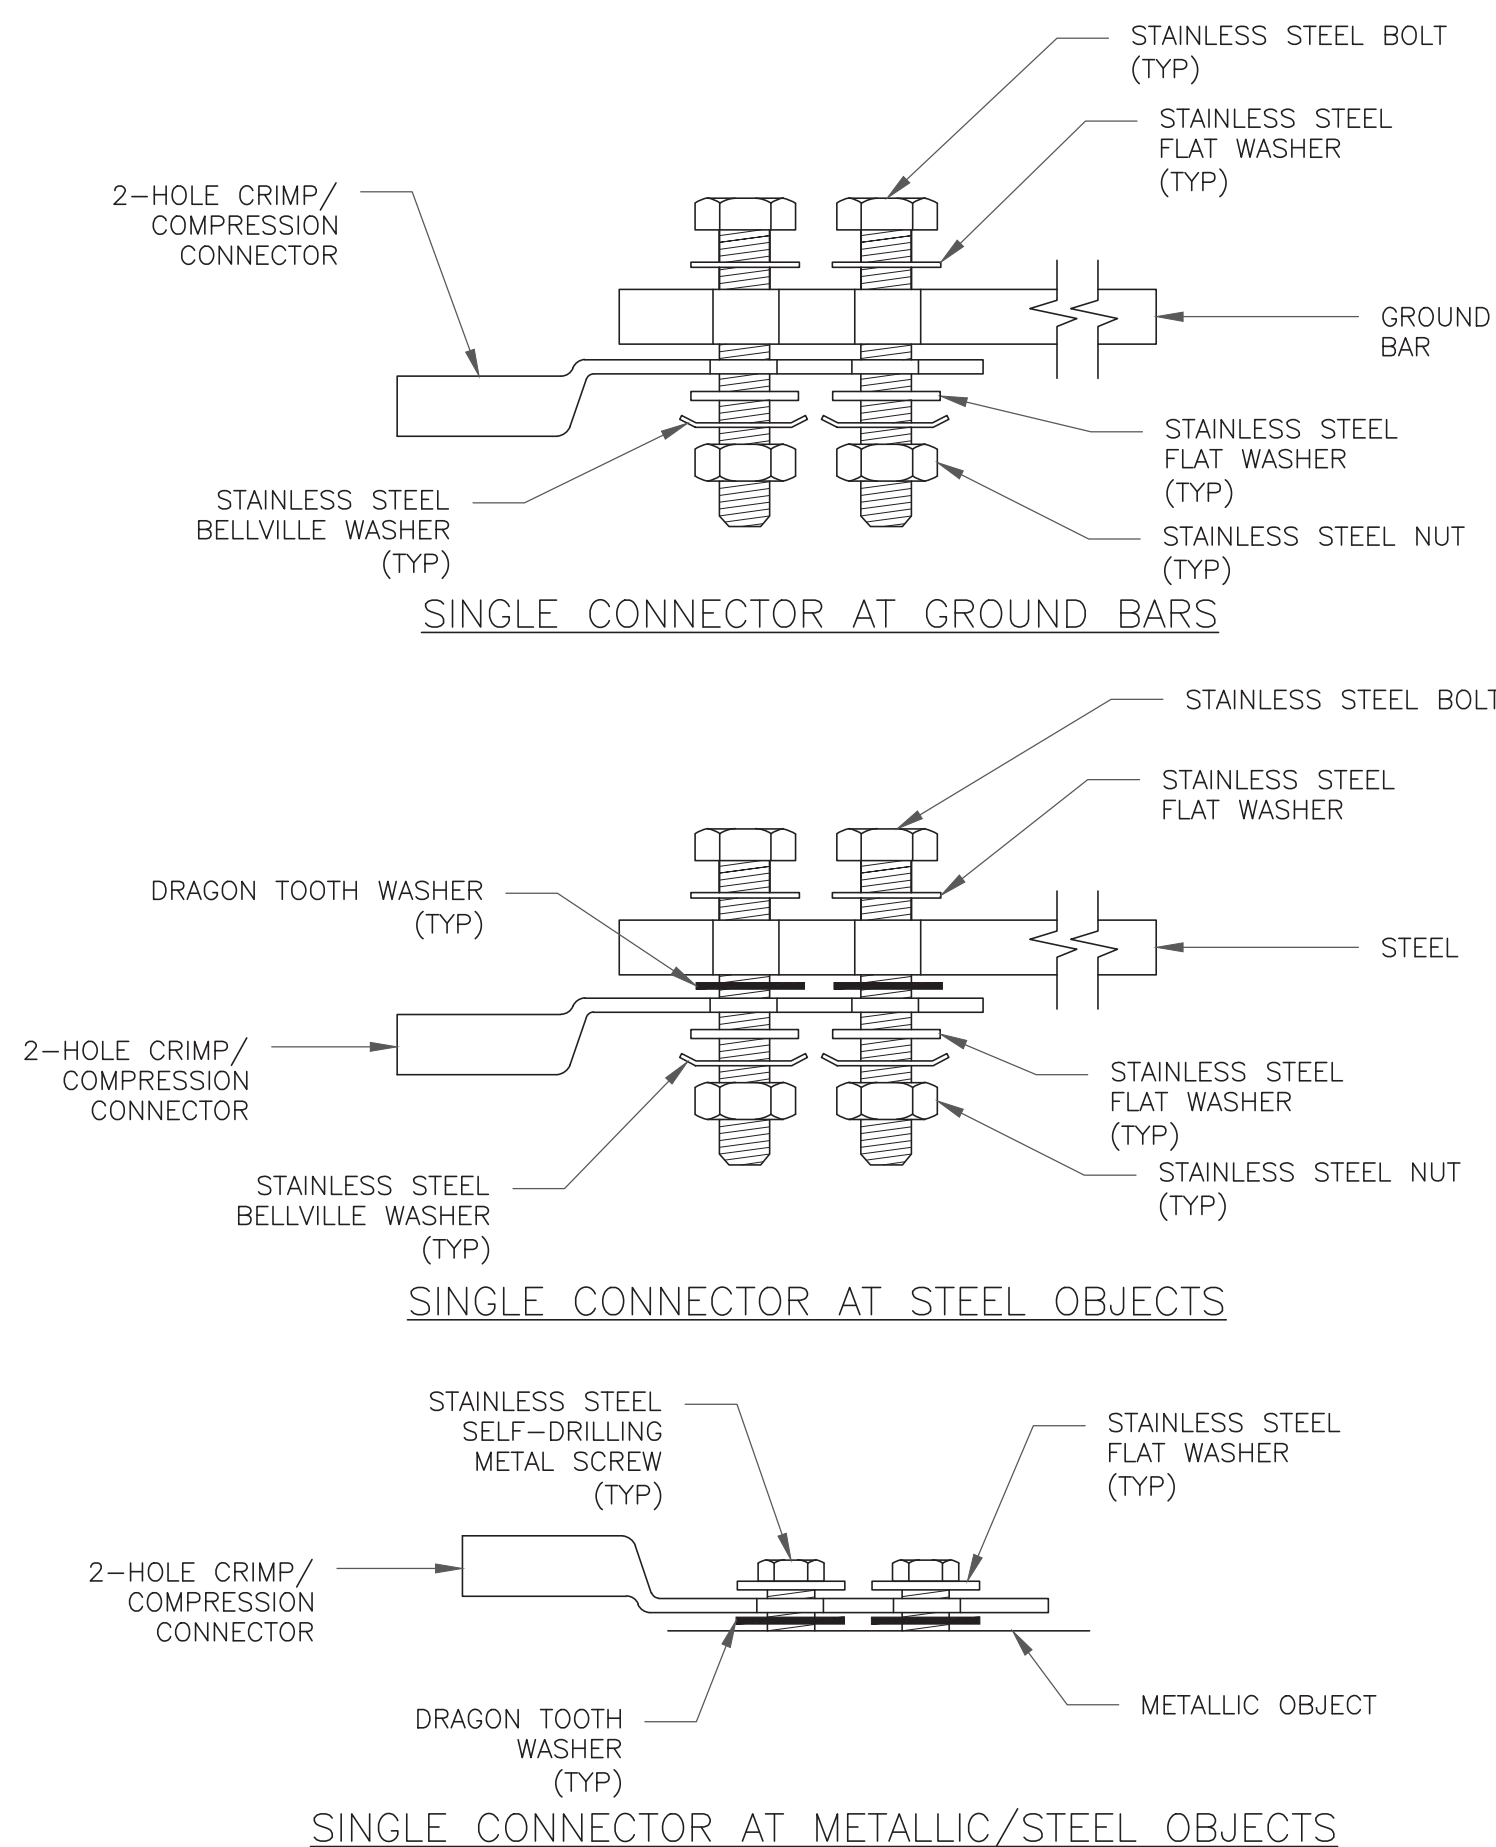 STAINLESS STEEL BOLT
(TYP)
STAINLESS STEEL
FLAT WASHER
(TYP)
2-HOLE CRIMP/
COMPRESSION
CONNECTOR
GROUND
BAR
STAINLESS STEEL
FLAT WASHER
(TYP)
STAINLESS STEEL
BELLVILLE WASHER
(TYP)
STAINLESS STEEL NUT
(TYP)
SINGLE CONNECTOR AT GROUND BARS
STAINLESS STEEL BOLT
STAINLESS STEEL
FLAT WASHER
DRAGON TOOTH WASHER
(TYP)
STEEL
2-HOLE CRIMP/
COMPRESSION
CONNECTOR
STAINLESS STEEL
FLAT WASHER
(TYP)
STAINLESS STEEL NUT
(TYP)
STAINLESS STEEL
BELLVILLE WASHER
(TYP)
SINGLE CONNECTOR AT STEEL OBJECTS
STAINLESS STEEL
SELF-DRILLING
METAL SCREW
(TYP)
STAINLESS STEEL
FLAT WASHER
(TYP)
2-HOLE CRIMP/
COMPRESSION
CONNECTOR
METALLIC OBJECT
DRAGON TOOTH
WASHER
(TYP)
SINGLE CONNECTOR AT METALLIC/STEEL OBJECTS